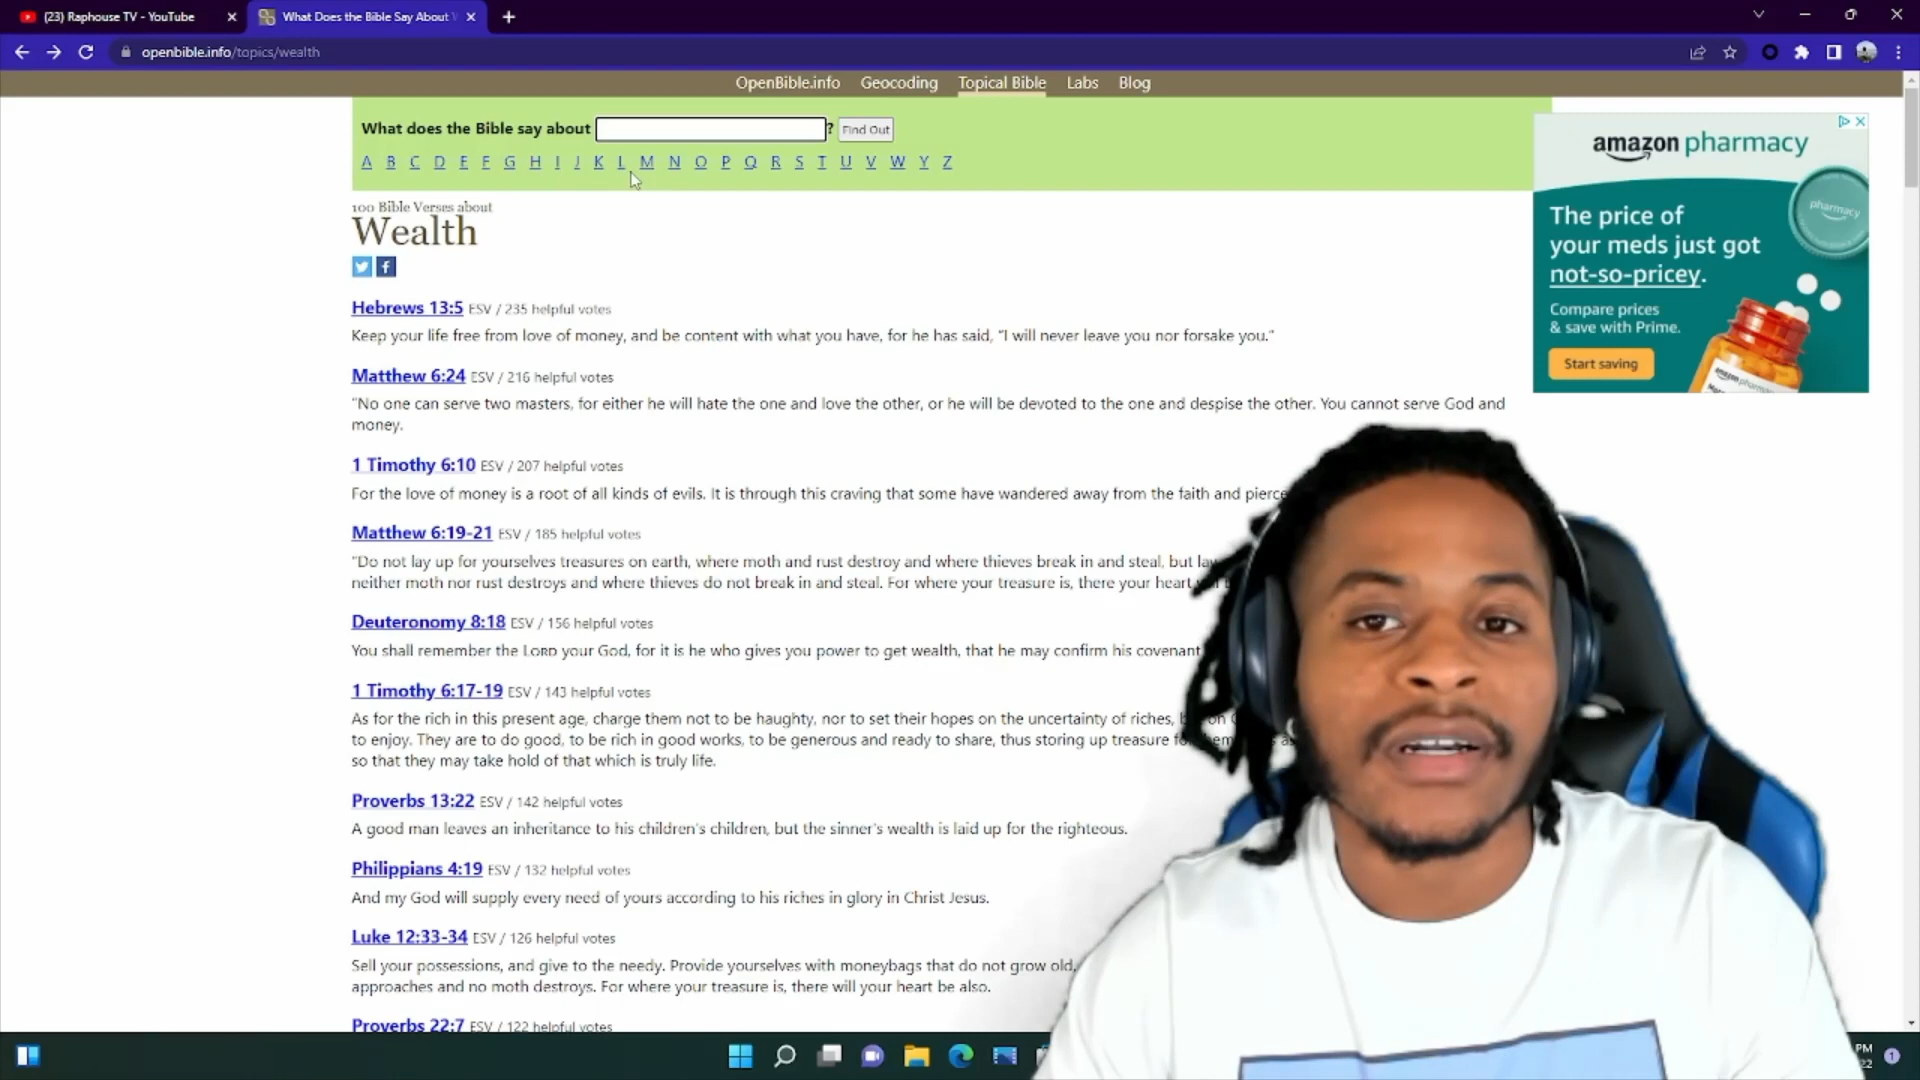 (23) Raphouse TV - YouTube
What Does the Bible Say About
openbible.info/topics/wealth
OpenBible.info Geocoding Topical Bible Labs Blog
What does the Bible say about ? Find Out
A B C D E F G H I J K L M N O P Q R S T U V W Y Z
100 Bible Verses about
Wealth
Hebrews 13:5 ESV / 235 helpful votes
Keep your life free from love of money, and be content with what you have, for he has said, “I will never leave you nor forsake you.”
Matthew 6:24 ESV / 216 helpful votes
“No one can serve two masters, for either he will hate the one and love the other, or he will be devoted to the one and despise the other. You cannot serve God and
money.
1 Timothy 6:10 ESV / 207 helpful votes
For the love of money is a root of all kinds of evils. It is through this craving that some have wandered away from the faith and pierce
Matthew 6:19-21 ESV / 185 helpful votes
“Do not lay up for yourselves treasures on earth, where moth and rust destroy and where thieves break in and steal, but lay
neither moth nor rust destroys and where thieves do not break in and steal. For where your treasure is, there your heart
Deuteronomy 8:18 ESV / 156 helpful votes
You shall remember the LORD your God, for it is he who gives you power to get wealth, that he may confirm his covenant
1 Timothy 6:17-19 ESV / 143 helpful votes
As for the rich in this present age, charge them not to be haughty, nor to set their hopes on the uncertainty of riches,
to enjoy. They are to do good, to be rich in good works, to be generous and ready to share, thus storing up treasure
so that they may take hold of that which is truly life.
Proverbs 13:22 ESV / 142 helpful votes
A good man leaves an inheritance to his children's children, but the sinner's wealth is laid up for the righteous.
Philippians 4:19 ESV / 132 helpful votes
And my God will supply every need of yours according to his riches in glory in Christ Jesus.
Luke 12:33-34 ESV / 126 helpful votes
Sell your possessions, and give to the needy. Provide yourselves with moneybags that do not grow old,
approaches and no moth destroys. For where your treasure is, there will your heart be also.
Proverbs 22:7 ESV / 122 helpful votes
amazon pharmacy
pharmacy
The price of
your meds just got
not-so-pricey.
Compare prices
& save with Prime.
Start saving
PM
22
1